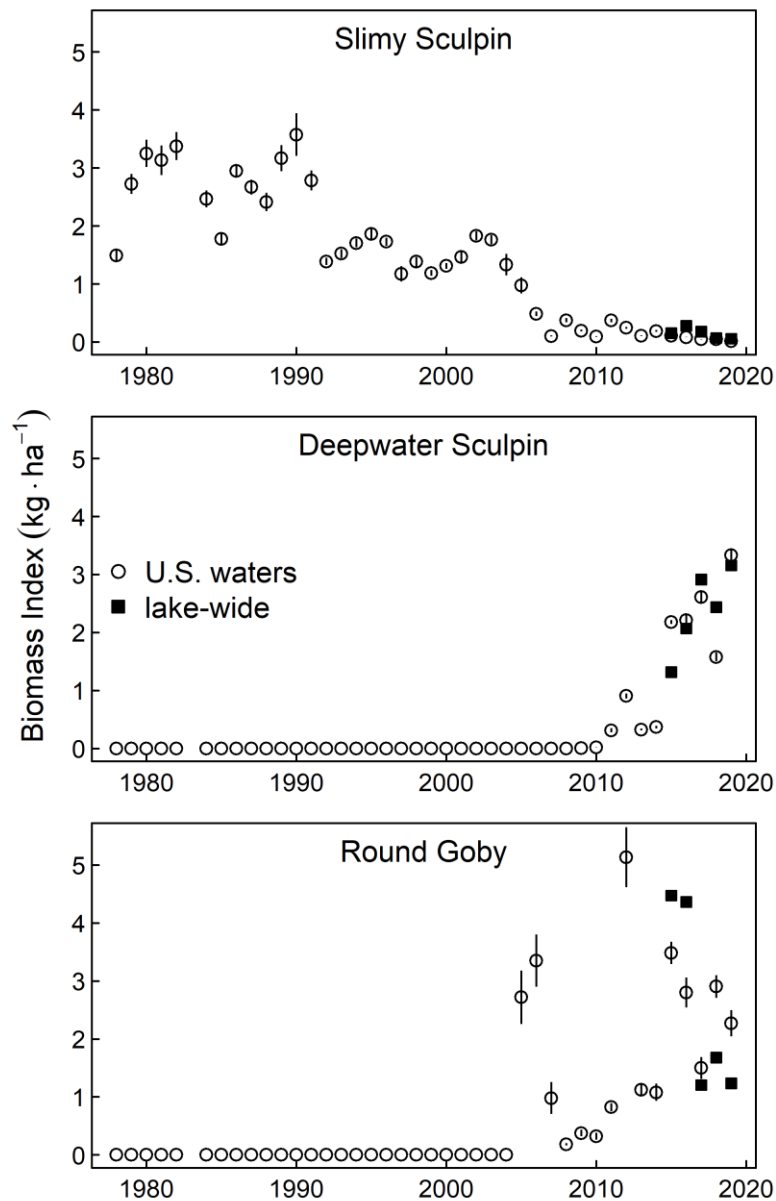 Slimy Sculpin
5
4
3
2
1
0
1980 1990 2000 2010 2020
Biomass Index (kg · ha⁻¹)
Deepwater Sculpin
5
4
3
2
1
0
U.S. waters
lake-wide
1980 1990 2000 2010 2020
Round Goby
5
4
3
2
1
0
1980 1990 2000 2010 2020